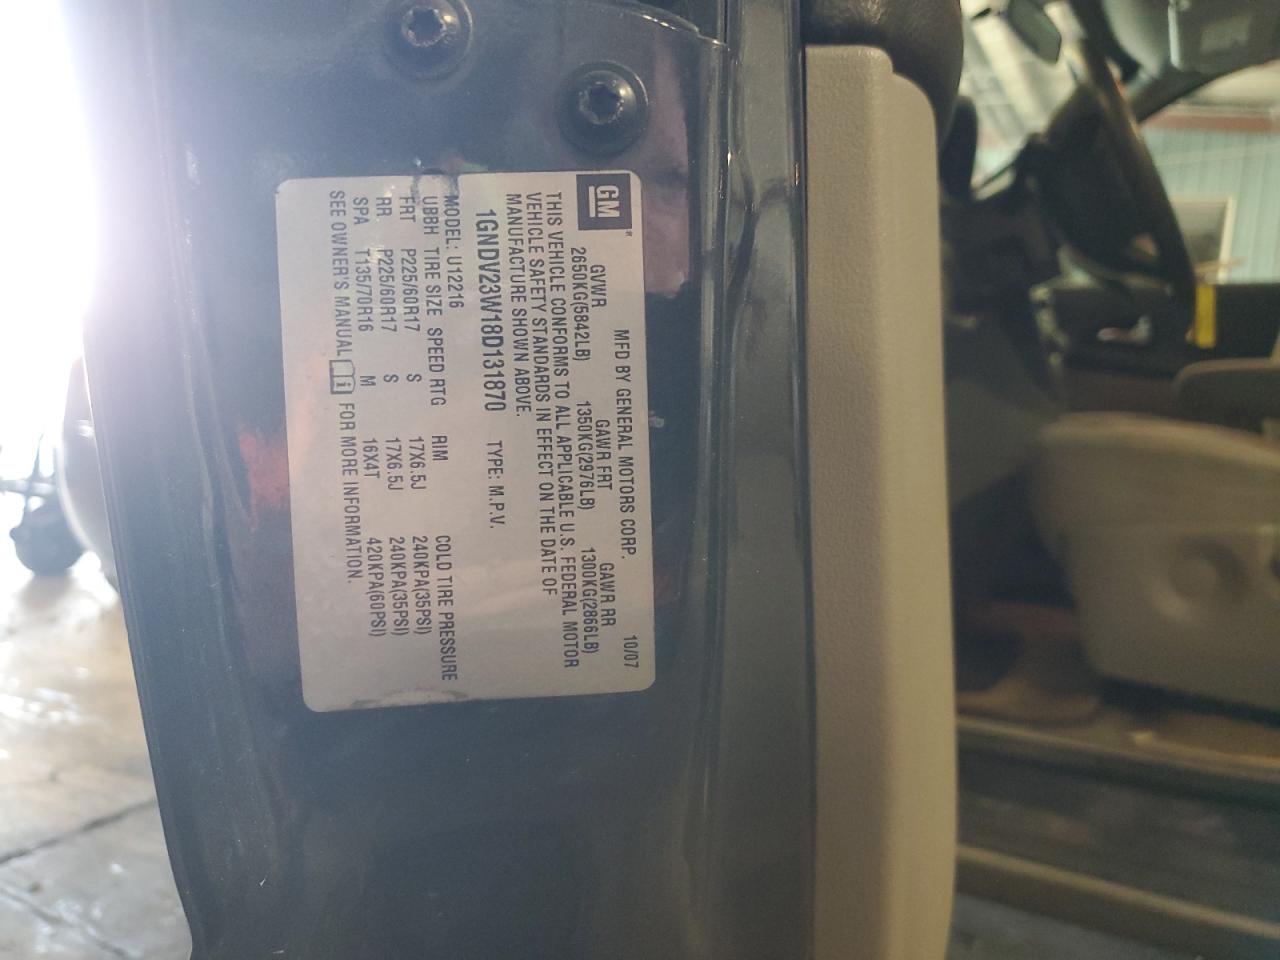 GM
MFD BY GENERAL MOTORS CORP. 10/07
GVWR GAWR FRT GAWR RR
2650KG(5842LB) 1350KG(2976LB) 1300KG(2866LB)
THIS VEHICLE CONFORMS TO ALL APPLICABLE U.S. FEDERAL MOTOR
VEHICLE SAFETY STANDARDS IN EFFECT ON THE DATE OF
MANUFACTURE SHOWN ABOVE.
1GNDV23W18D131870 TYPE: M.P.V.
MODEL: U12216
UBBH TIRE SIZE SPEED RTG RIM COLD TIRE PRESSURE
FRT P225/60R17 S 17X6.5J 240KPA(35PSI)
RR P225/60R17 S 17X6.5J 240KPA(35PSI)
SPA T135/70R16 M 16X4T 420KPA(60PSI)
SEE OWNER'S MANUAL i FOR MORE INFORMATION.